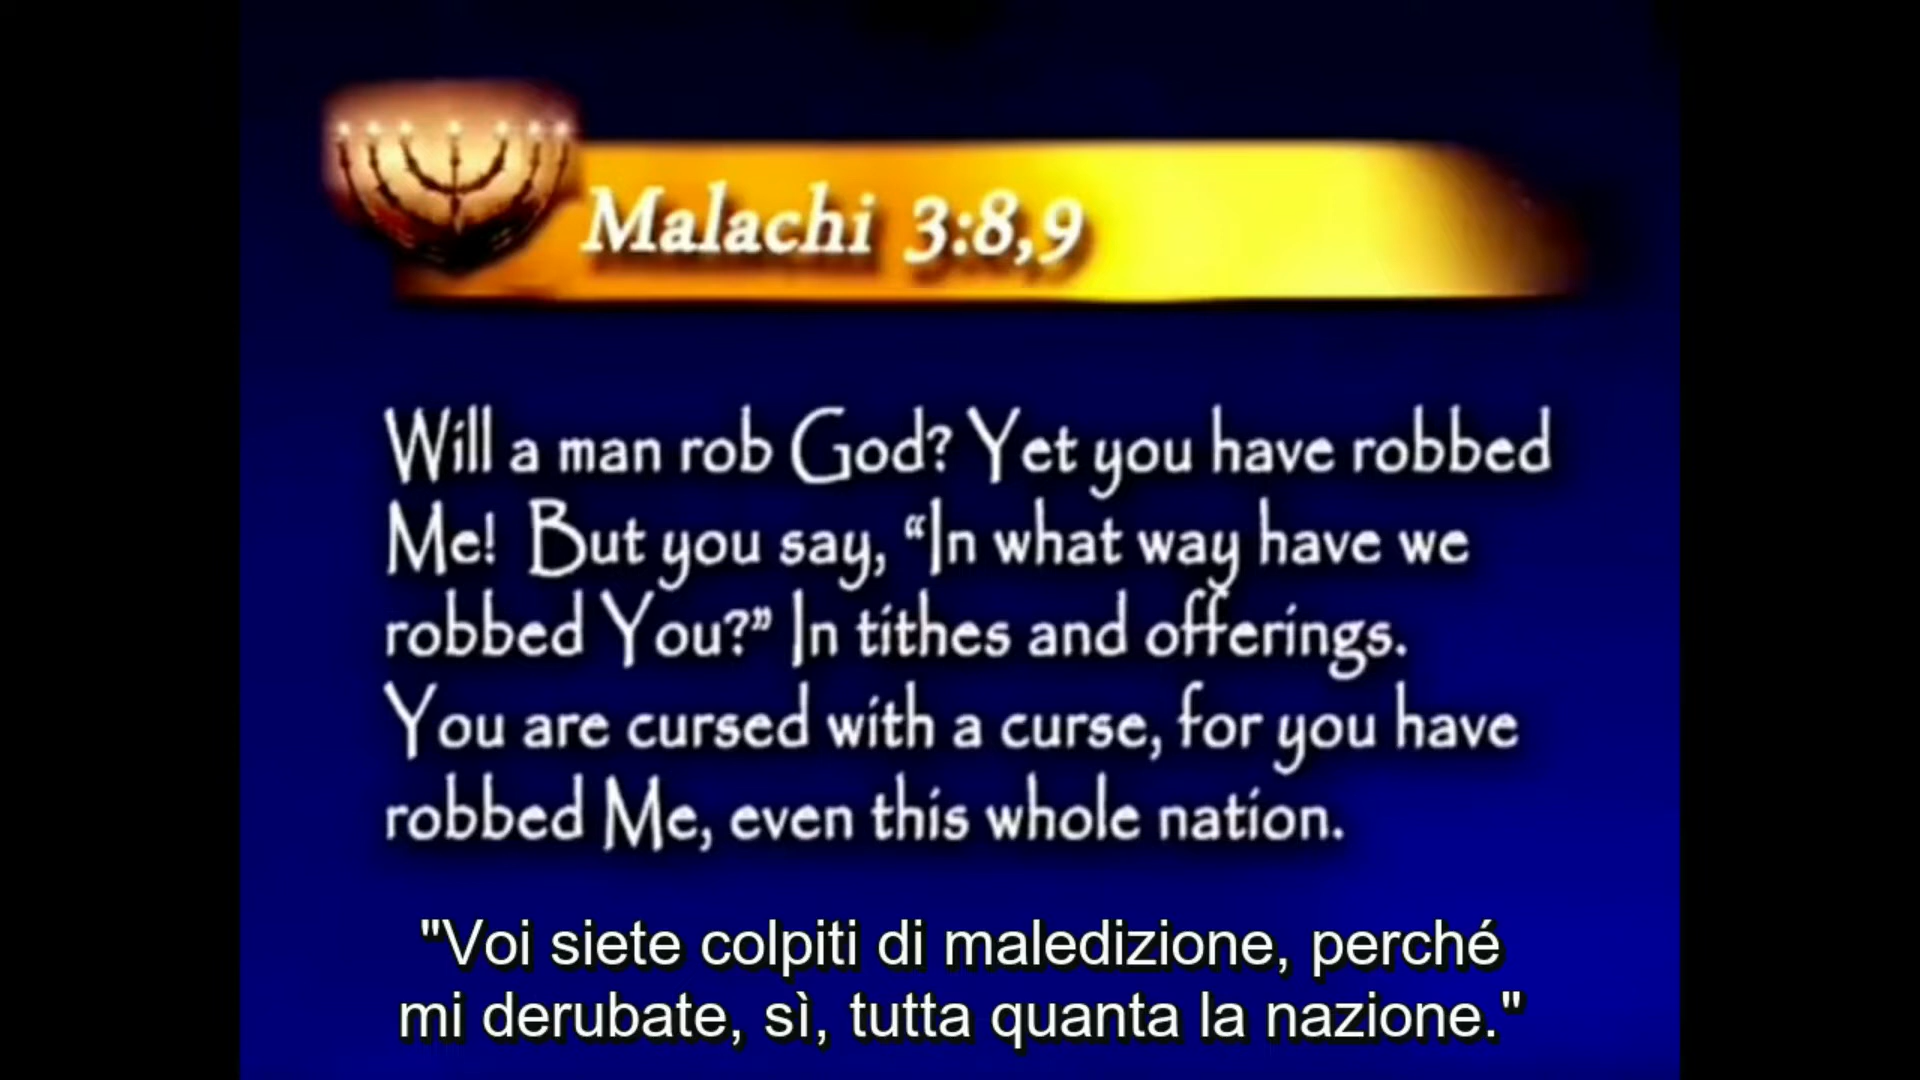 Malachi 3:8,9
Will a man rob God? Yet you have robbed
Me! But you say, “In what way have we
robbed You?” In tithes and offerings.
You are cursed with a curse, for you have
robbed Me, even this whole nation.
"Voi siete colpiti di maledizione, perché
mi derubate, sì, tutta quanta la nazione."